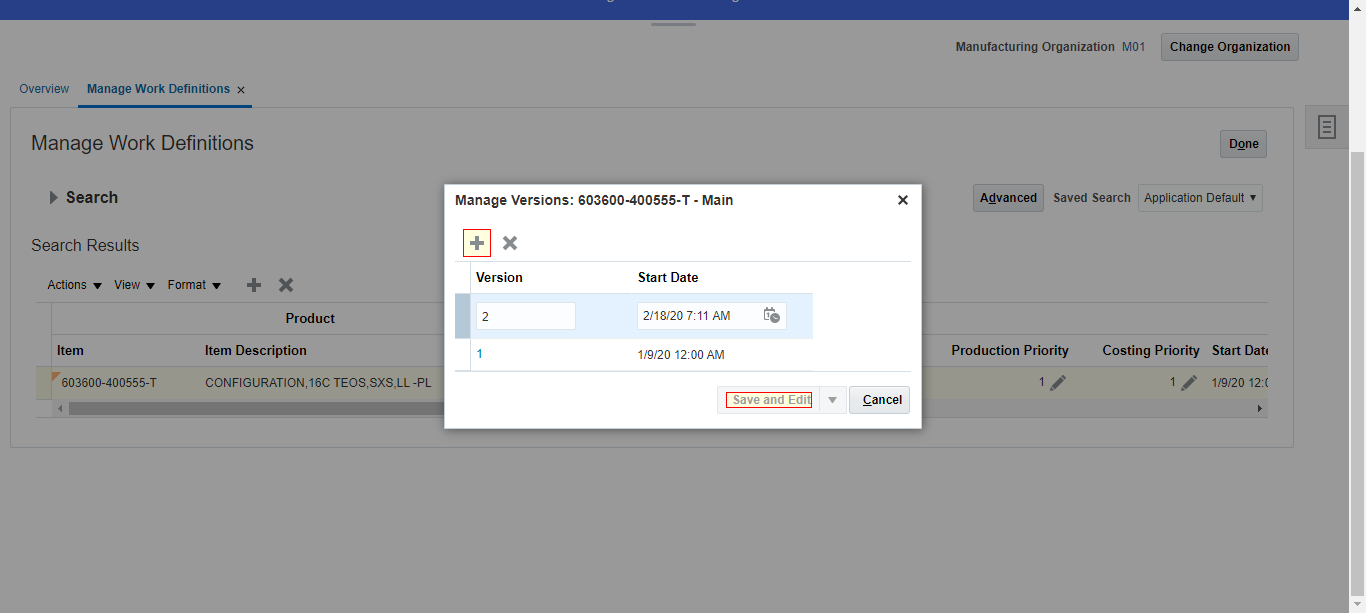 Manufacturing Organization M01 Change Organization
Overview Manage Work Definitions
Manage Work Definitions Done
Search Advanced Saved Search Application Default
Search Results
Actions View Format
Product
Item Item Description Production Priority Costing Priority Start Date
603600-400555-T CONFIGURATION,16C TEOS,SXS,LL -PL 1 1 1/9/20 12:0
Manage Versions: 603600-400555-T - Main
Version Start Date
2 2/18/20 7:11 AM
1 1/9/20 12:00 AM
Save and Edit Cancel